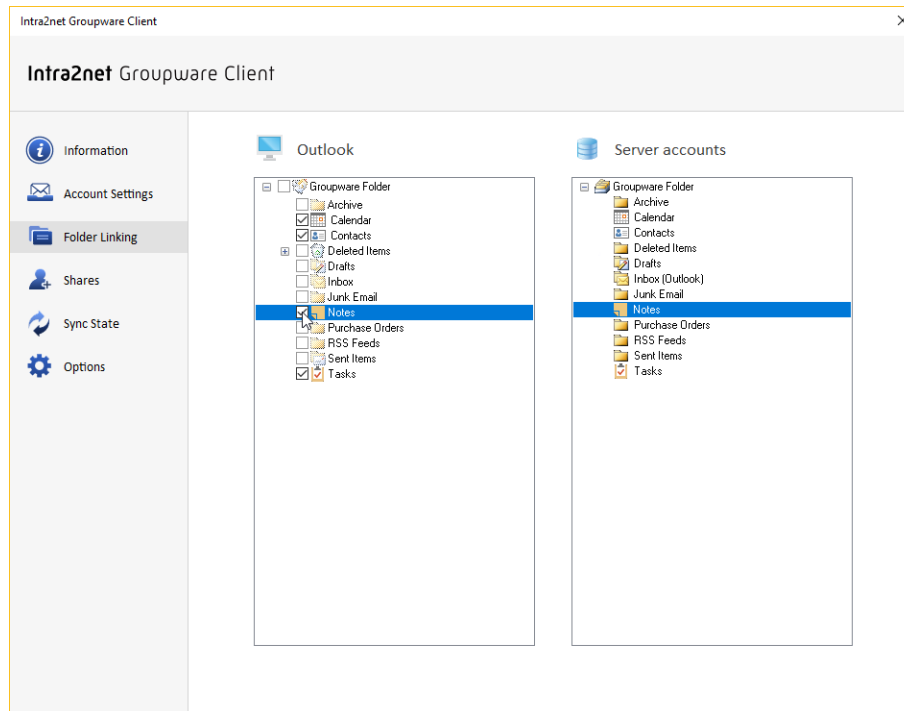 Intra2net Groupware Client
Intra2net Groupware Client
Information
Account Settings
Folder Linking
Shares
Sync State
Options
Outlook
Groupware Folder
Archive
Calendar
Contacts
Deleted Items
Drafts
Inbox
Junk Email
Notes
Purchase Orders
RSS Feeds
Sent Items
Tasks
Server accounts
Groupware Folder
Archive
Calendar
Contacts
Deleted Items
Drafts
Inbox (Outlook)
Junk Email
Notes
Purchase Orders
RSS Feeds
Sent Items
Tasks